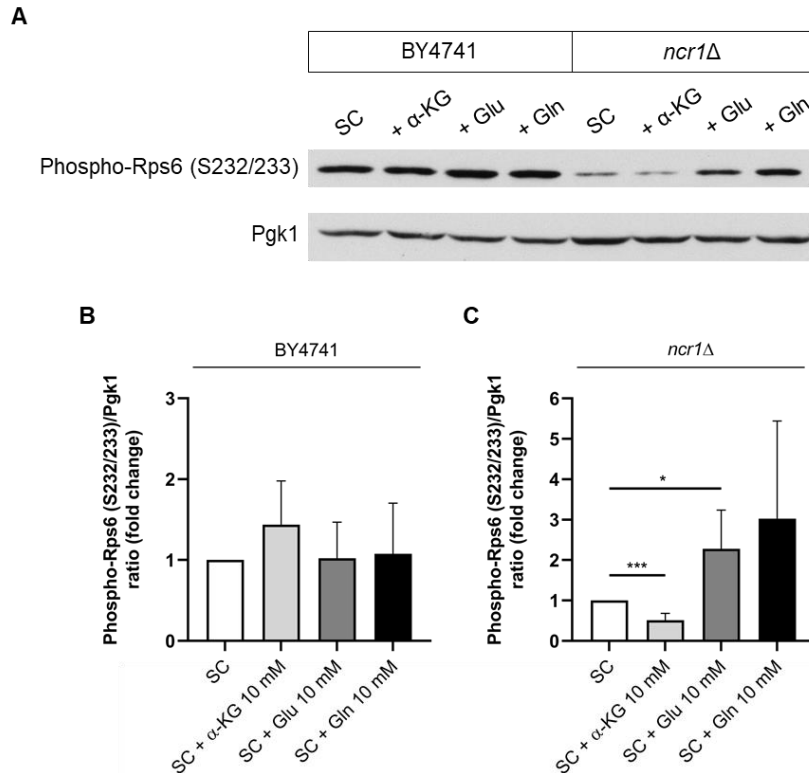 A
BY4741
ncr1Δ
SC
+ α-KG
+ Glu
+ Gln
SC
+ α-KG
+ Glu
+ Gln
Phospho-Rps6 (S232/233)
Pgk1
B
BY4741
Phospho-Rps6 (S232/233)/Pgk1
ratio (fold change)
3
2
1
0
SC
SC + α-KG 10 mM
SC + Glu 10 mM
SC + Gln 10 mM
C
ncr1Δ
Phospho-Rps6 (S232/233)/Pgk1
ratio (fold change)
6
5
4
3
2
1
0
*
***
SC
SC + α-KG 10 mM
SC + Glu 10 mM
SC + Gln 10 mM